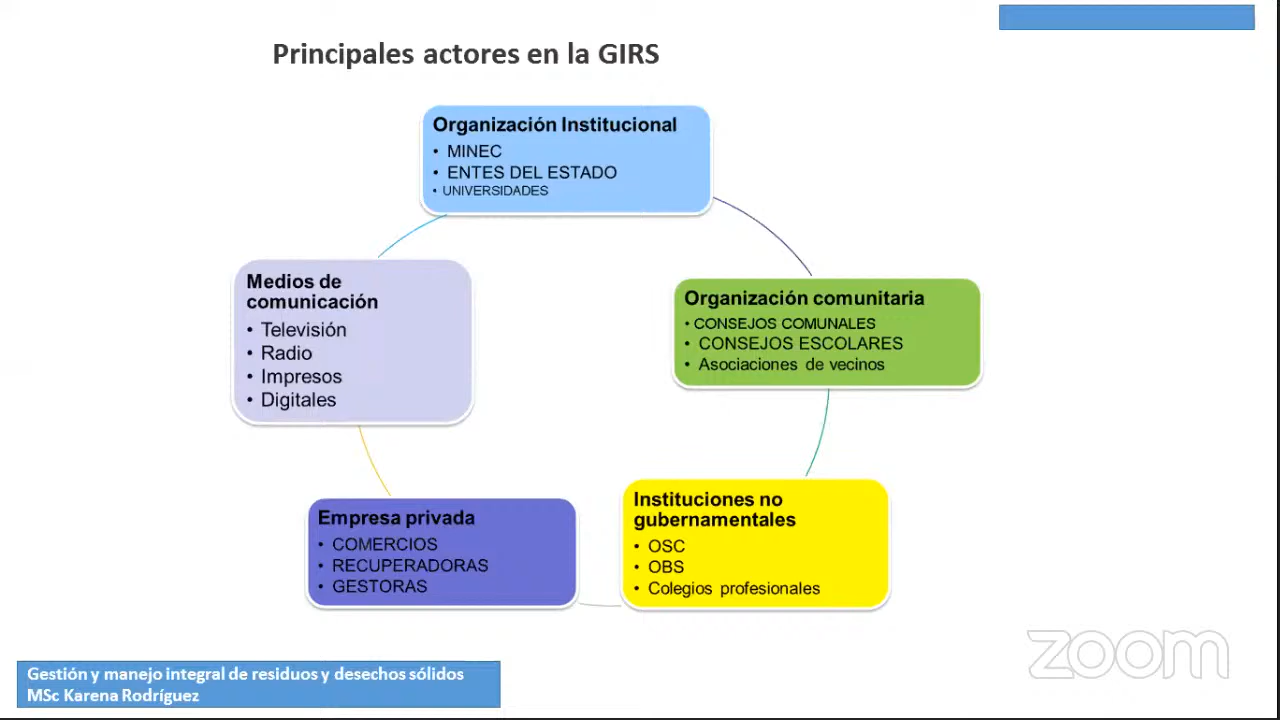 Principales actores en la GIRS
Organización Institucional
• MINEC
• ENTES DEL ESTADO
• UNIVERSIDADES
Organización comunitaria
• CONSEJOS COMUNALES
• CONSEJOS ESCOLARES
• Asociaciones de vecinos
Instituciones no
gubernamentales
• OSC
• OBS
• Colegios profesionales
Empresa privada
• COMERCIOS
• RECUPERADORAS
• GESTORAS
Medios de
comunicación
• Televisión
• Radio
• Impresos
• Digitales
Gestión y manejo integral de residuos y desechos sólidos
MSc Karena Rodríguez
zoom